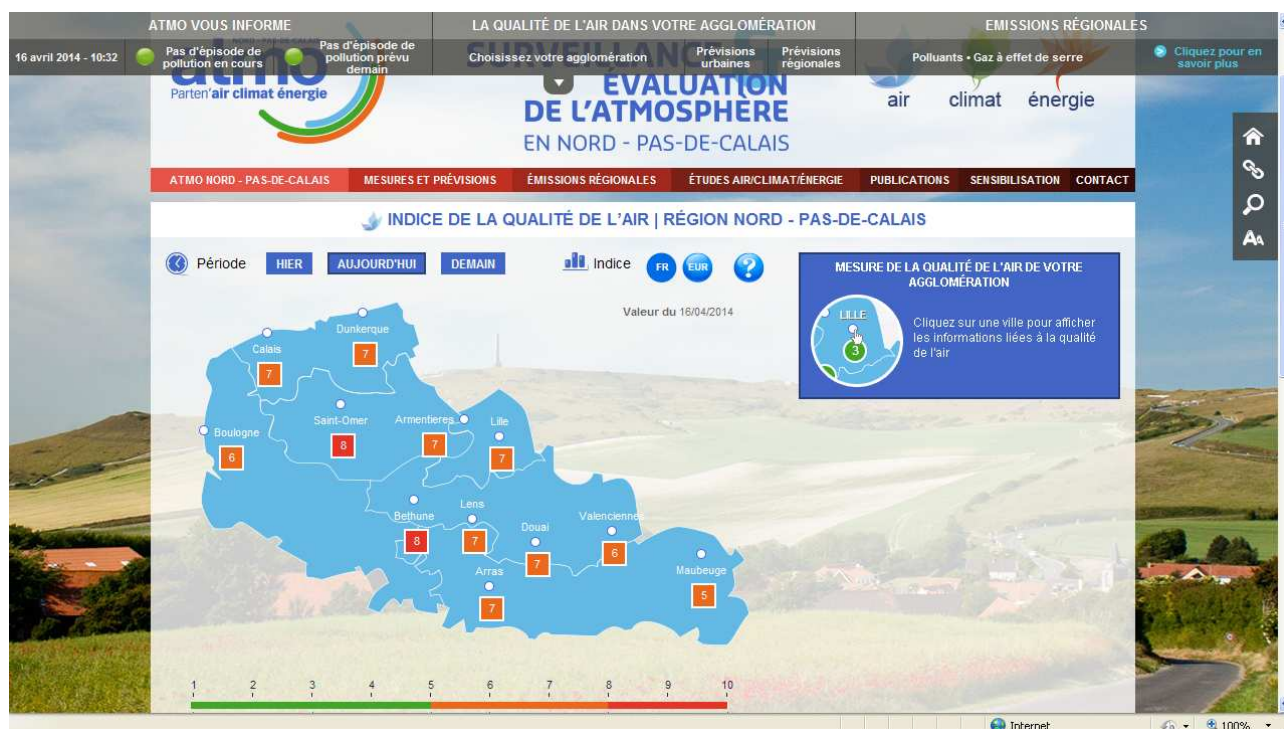 ATMO VOUS INFORME
LA QUALITÉ DE L'AIR DANS VOTRE AGGLOMÉRATION
EMISSIONS RÉGIONALES
16 avril 2014 - 10:32
Pas d'épisode de
pollution en cours
Pas d'épisode de
pollution prévu
demain
Choisissez votre agglomération
Prévisions
urbaines
Prévisions
régionales
Polluants • Gaz à effet de serre
Cliquez pour en
savoir plus
NORD - PAS-DE-CALAIS
atmo
Parten'air climat énergie
SURVEILLANCE
ÉVALUATION
DE L'ATMOSPHÈRE
EN NORD - PAS-DE-CALAIS
air climat énergie
ATMO NORD - PAS-DE-CALAIS MESURES ET PRÉVISIONS ÉMISSIONS RÉGIONALES ÉTUDES AIR/CLIMAT/ÉNERGIE PUBLICATIONS SENSIBILISATION CONTACT
INDICE DE LA QUALITÉ DE L'AIR | RÉGION NORD - PAS-DE-CALAIS
Période HIER AUJOURD'HUI DEMAIN Indice FR EUR ?
Valeur du 16/04/2014
MESURE DE LA QUALITÉ DE L'AIR DE VOTRE
AGGLOMÉRATION
LILLE
3
Cliquez sur une ville pour afficher
les informations liées à la qualité
de l'air
AA
Dunkerque
7
Calais
7
Saint-Omer
8
Armentieres
7
Lille
7
Boulogne
6
Bethune
8
Lens
7
Douai
7
Valenciennes
6
Maubeuge
5
Arras
7
1 2 3 4 5 6 7 8 9 10
Internet
100%